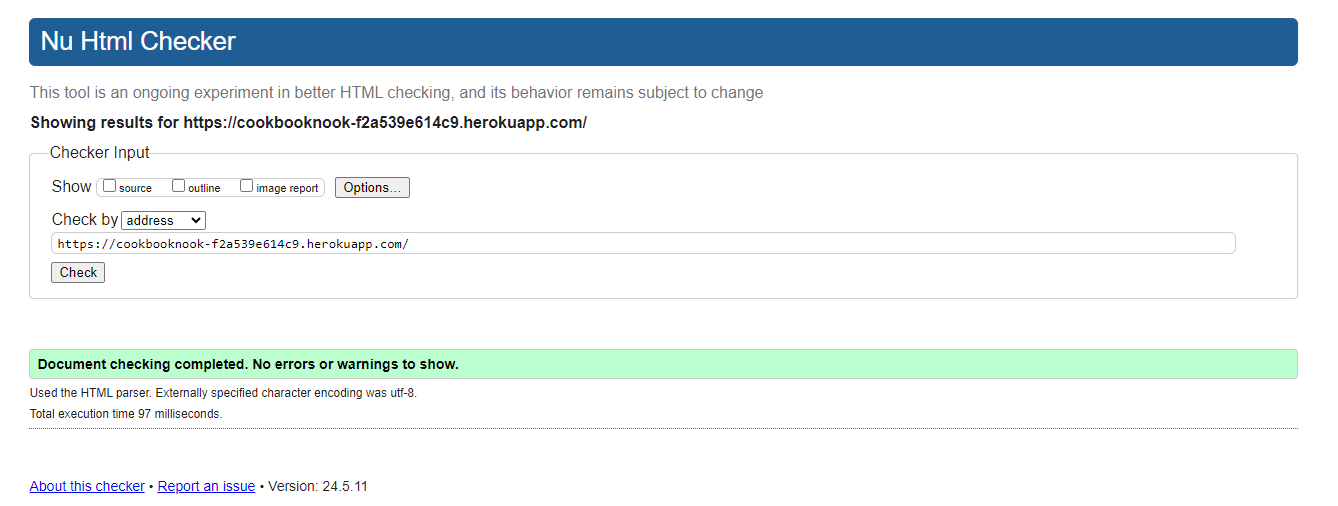 Nu Html Checker
This tool is an ongoing experiment in better HTML checking, and its behavior remains subject to change
Showing results for https://cookbooknook-f2a539e614c9.herokuapp.com/
Checker Input
Show source outline image report Options...
Check by address
https://cookbooknook-f2a539e614c9.herokuapp.com/
Check
Document checking completed. No errors or warnings to show.
Used the HTML parser. Externally specified character encoding was utf-8.
Total execution time 97 milliseconds.
About this checker • Report an issue • Version: 24.5.11